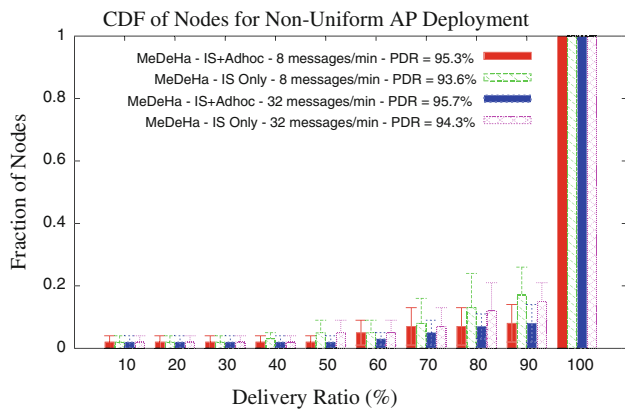 CDF of Nodes for Non-Uniform AP Deployment
1
MeDeHa - IS+Adhoc - 8 messages/min - PDR = 95.3%
MeDeHa - IS Only - 8 messages/min - PDR = 93.6%
MeDeHa - IS+Adhoc - 32 messages/min - PDR = 95.7%
MeDeHa - IS Only - 32 messages/min - PDR = 94.3%
0.8
0.6
0.4
0.2
0
Fraction of Nodes
10 20 30 40 50 60 70 80 90 100
Delivery Ratio (%)